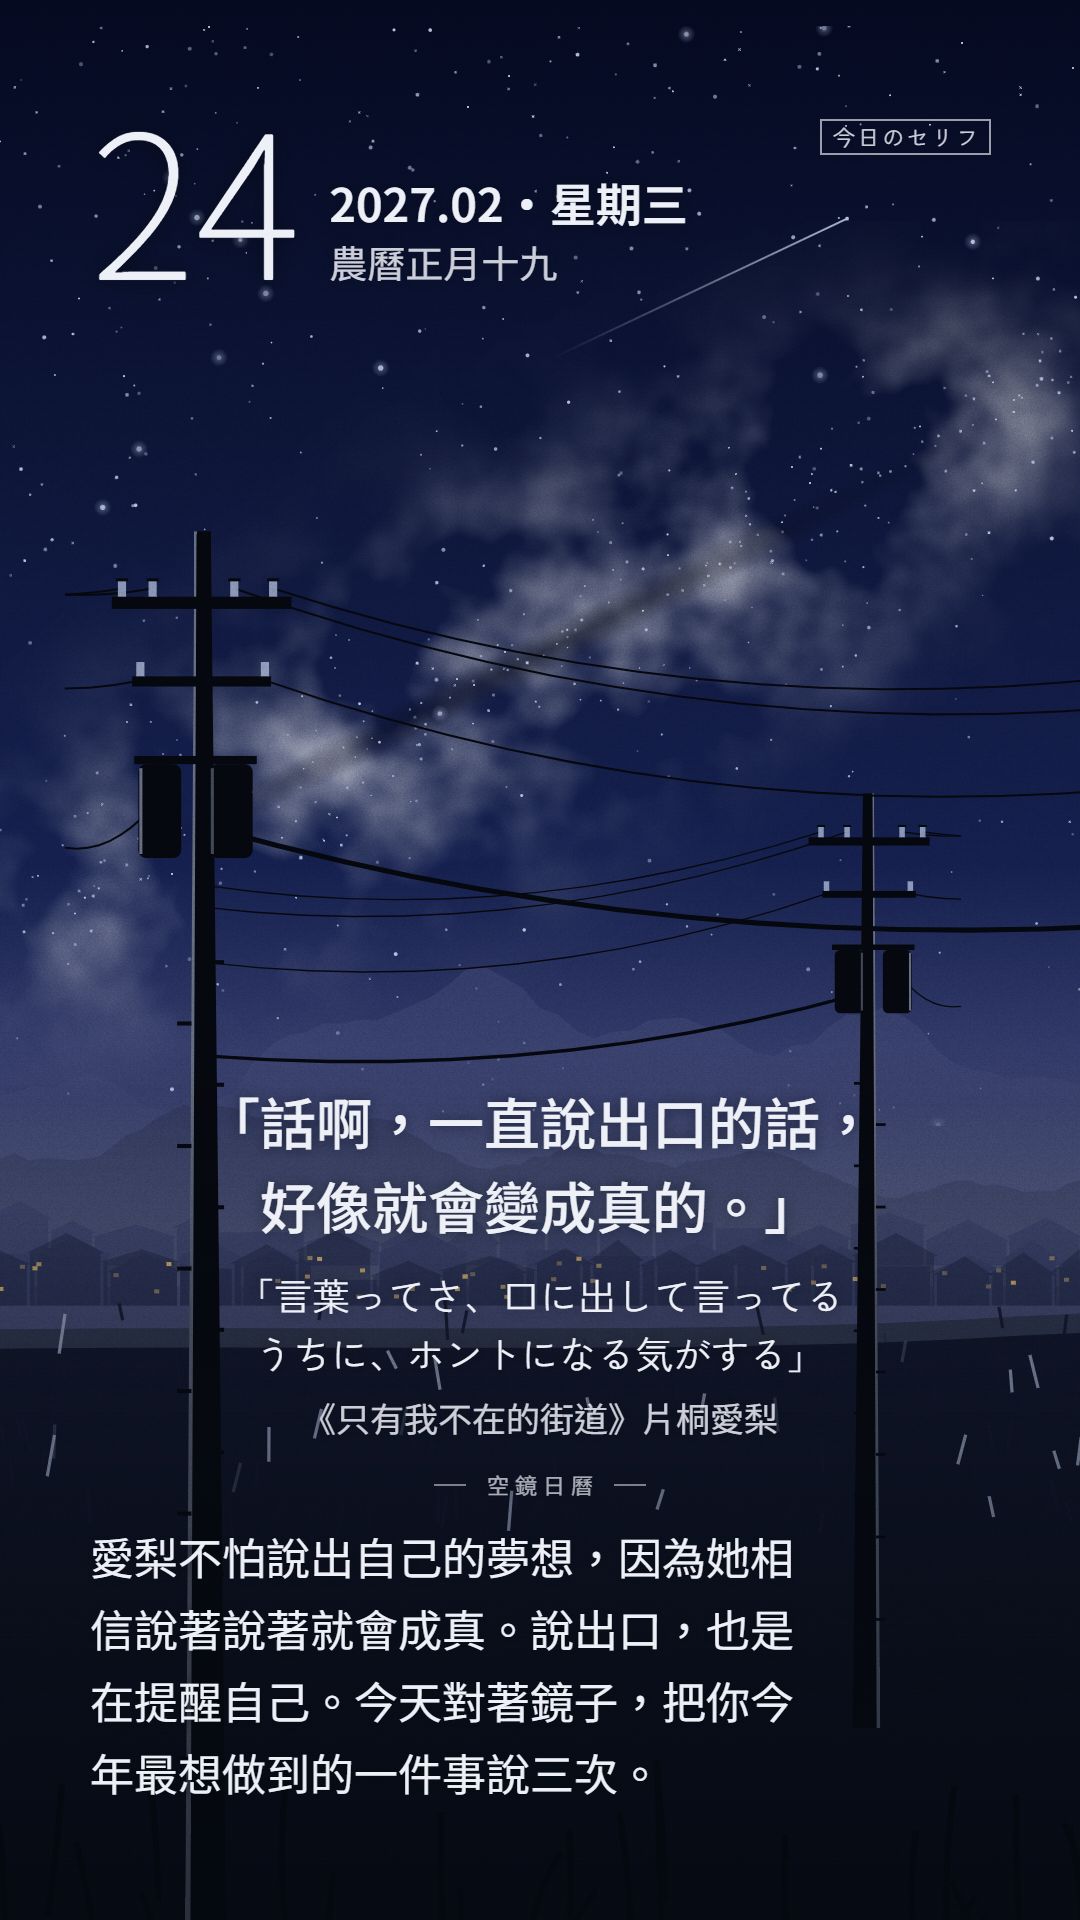 今日のセリフ
24
2027.02・星期三
農曆正月十九
「話啊，一直說出口的話，
好像就會變成真的。」
「言葉ってさ、口に出して言ってる
うちに、ホントになる気がする」
《只有我不在的街道》片桐愛梨
— 空鏡日曆 —
愛梨不怕說出自己的夢想，因為她相
信說著說著就會成真。說出口，也是
在提醒自己。今天對著鏡子，把你今
年最想做到的一件事說三次。